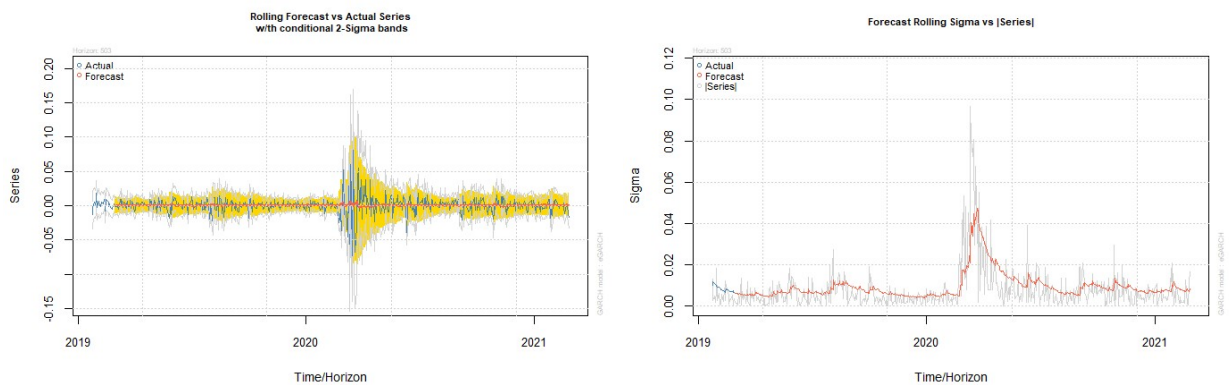 Rolling Forecast vs Actual Series
w/th conditional 2-Sigma bands
Horizon: 503
Actual
Forecast
0.20
0.15
0.10
0.05
0.00
-0.05
-0.15
Series
2019
2020
2021
Time/Horizon
GARCH model : eGARCH
Forecast Rolling Sigma vs |Series|
Horizon: 503
Actual
Forecast
|Series|
0.12
0.10
0.08
0.06
0.04
0.02
0.00
Sigma
2019
2020
2021
Time/Horizon
GARCH model : eGARCH